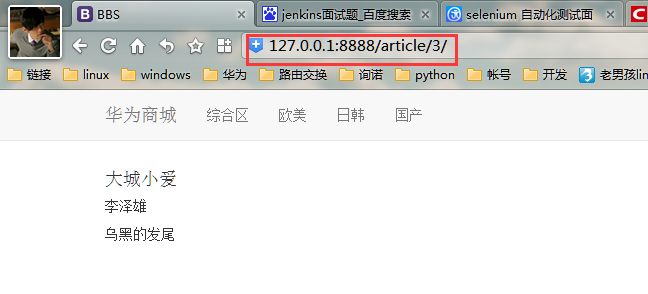 BBS
jenkins面试题_百度搜索
selenium 自动化测试面
127.0.0.1:8888/article/3/
链接 linux windows 华为 路由交换 询诺 python 帐号 开发 老男孩lin
华为商城 综合区 欧美 日韩 国产
大城小爱
李泽雄
乌黑的发尾